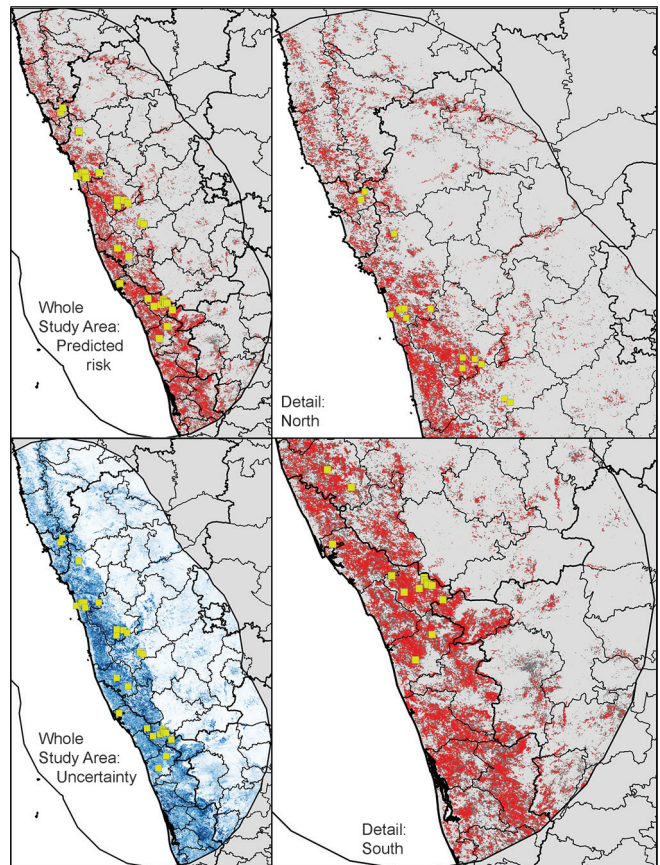 Whole
Study Area:
Predicted
risk
Detail:
North
Whole
Study Area:
Uncertainty
Detail:
South